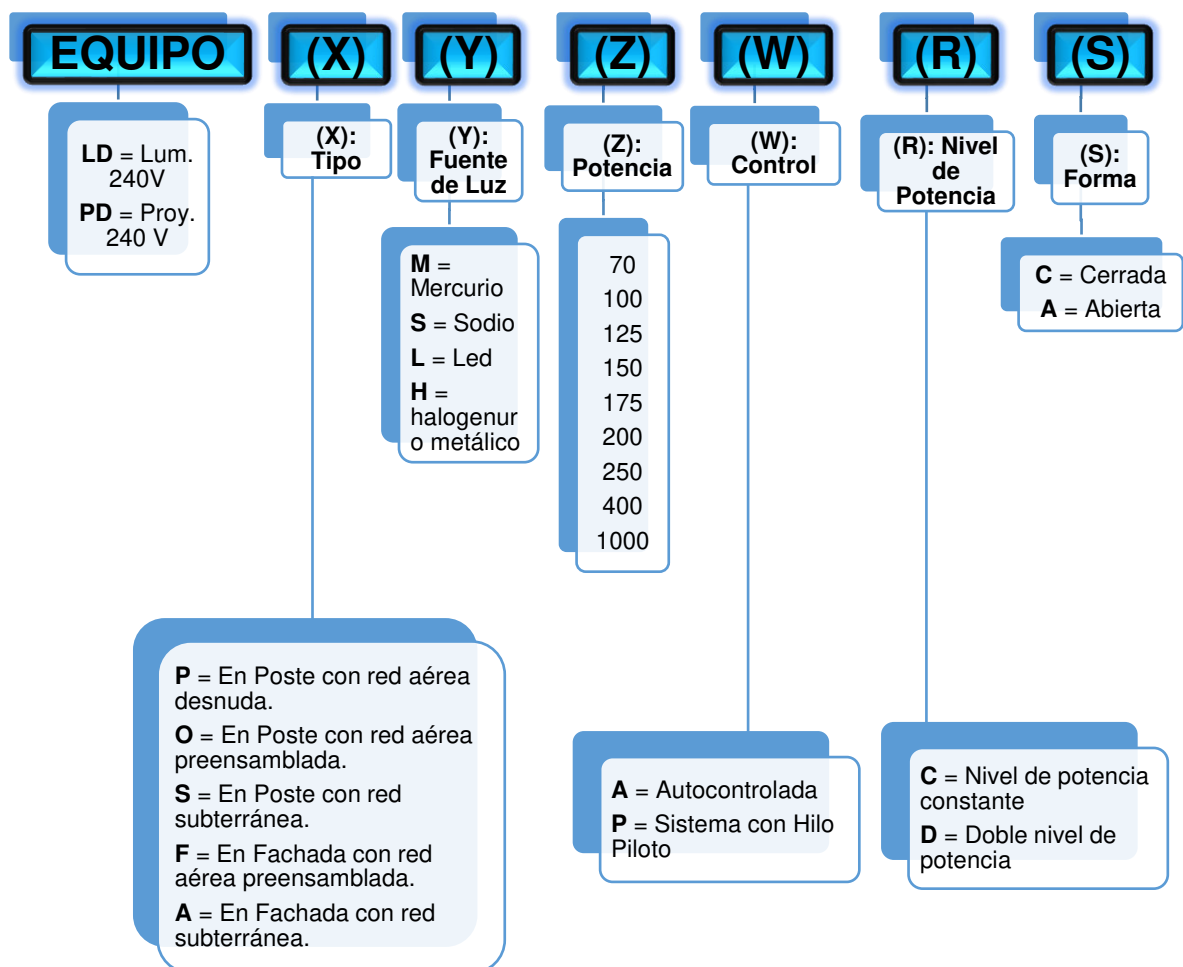 EQUIPO (X) (Y) (Z) (W) (R) (S)
LD = Lum.
240V
PD = Proy.
240 V
(X):
Tipo
(Y):
Fuente
de Luz
(Z):
Potencia
(W):
Control
(R): Nivel
de
Potencia
(S):
Forma
M =
Mercurio
S = Sodio
L = Led
H =
halogenur
o metálico
70
100
125
150
175
200
250
400
1000
C = Cerrada
A = Abierta
P = En Poste con red aérea
desnuda.
O = En Poste con red aérea
preensamblada.
S = En Poste con red
subterránea.
F = En Fachada con red
aérea preensamblada.
A = En Fachada con red
subterránea.
A = Autocontrolada
P = Sistema con Hilo
Piloto
C = Nivel de potencia
constante
D = Doble nivel de
potencia